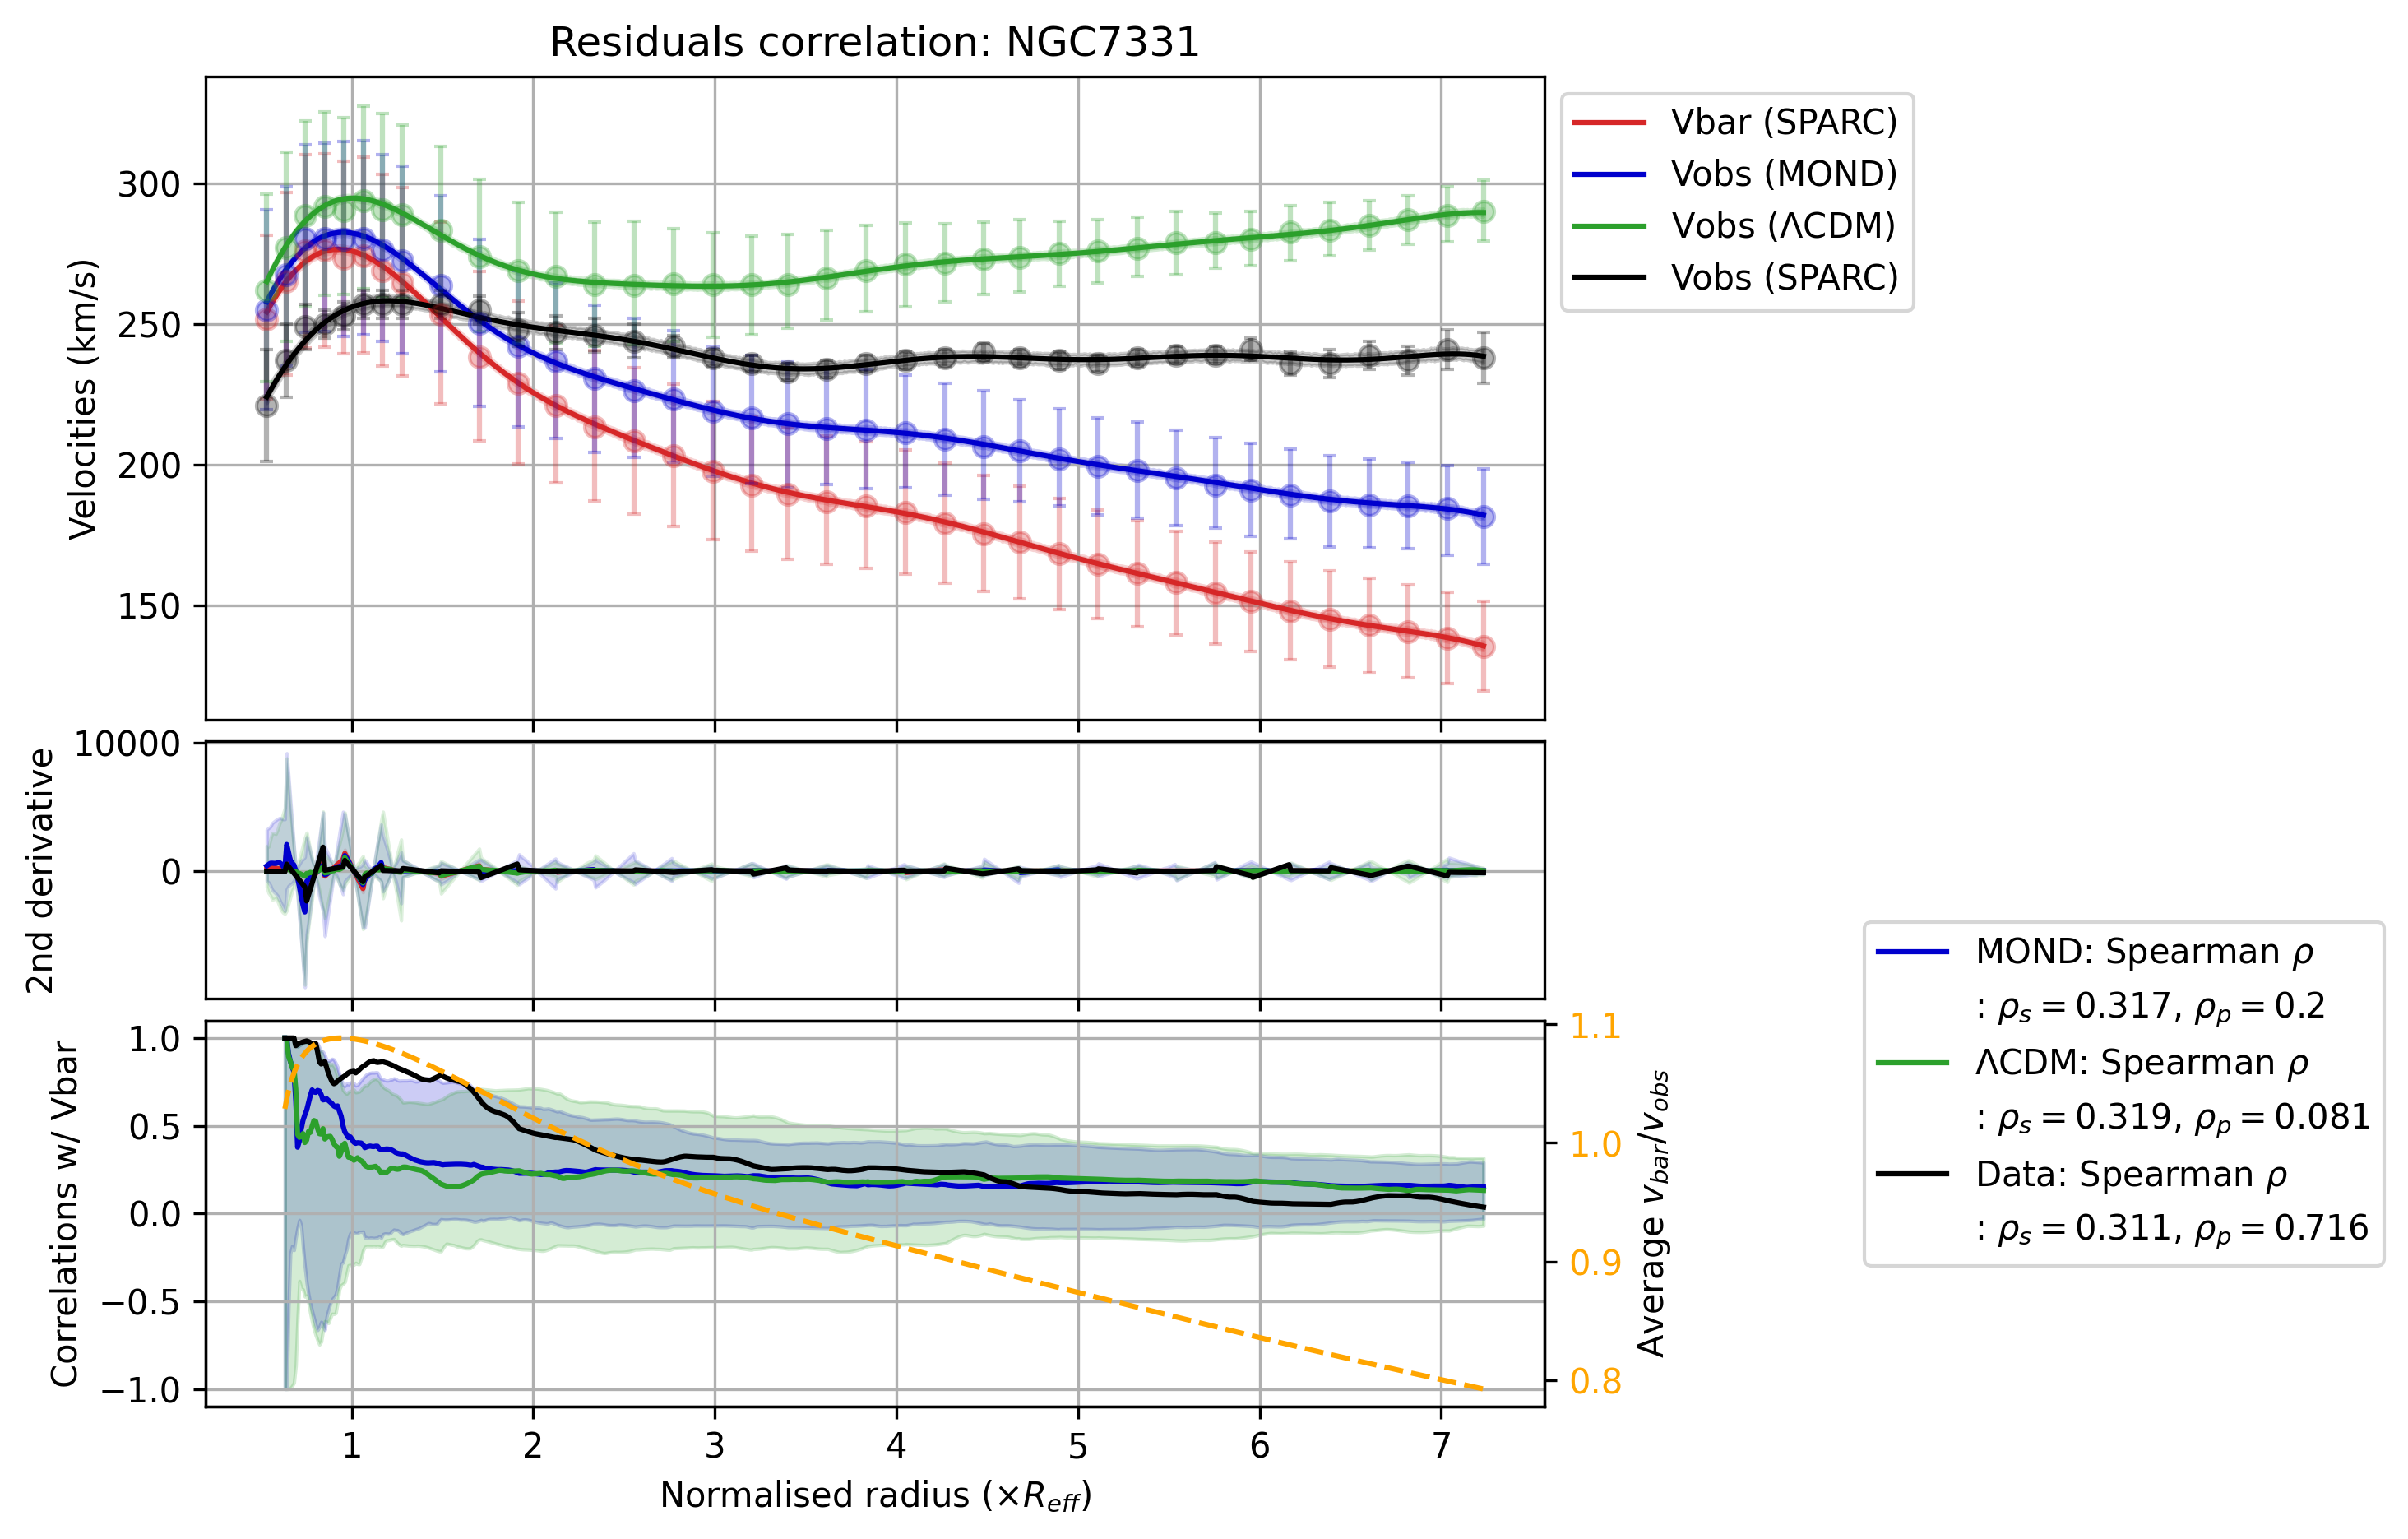 Residuals correlation: NGC7331
Velocities (km/s)
300
250
200
150
Vbar (SPARC)
Vobs (MOND)
Vobs (ΛCDM)
Vobs (SPARC)
2nd derivative
10000
0
Correlations w/ Vbar
1.0
0.5
0.0
−0.5
−1.0
1.1
1.0
0.9
0.8
Average v_bar/v_obs
MOND: Spearman ρ
: ρ_s = 0.317, ρ_p = 0.2
ΛCDM: Spearman ρ
: ρ_s = 0.319, ρ_p = 0.081
Data: Spearman ρ
: ρ_s = 0.311, ρ_p = 0.716
1 2 3 4 5 6 7
Normalised radius (×R_eff)